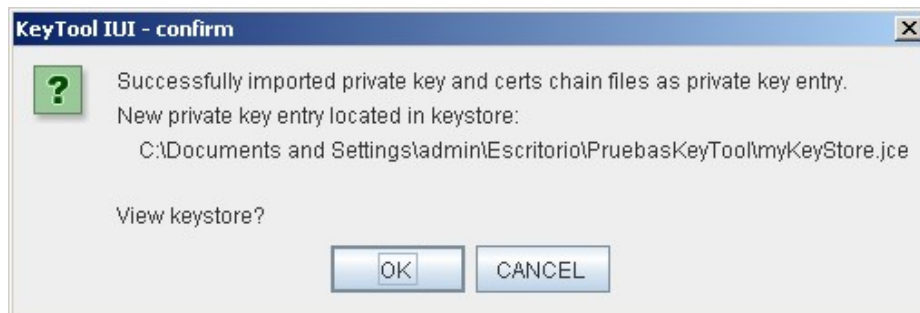 KeyTool IUI - confirm
?
Successfully imported private key and certs chain files as private key entry.
New private key entry located in keystore:
C:\Documents and Settings\admin\Escritorio\PruebasKeyTool\myKeyStore.jce
View keystore?
OK CANCEL